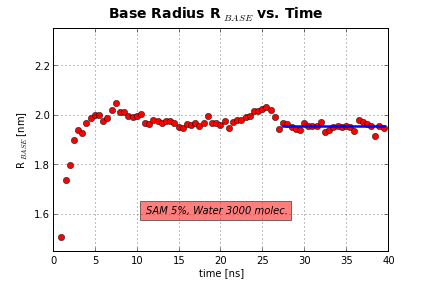 Base Radius R BASE vs. Time
R BASE [nm]
2.2
2.0
1.8
1.6
SAM 5%, Water 3000 molec.
0 5 10 15 20 25 30 35 40
time [ns]